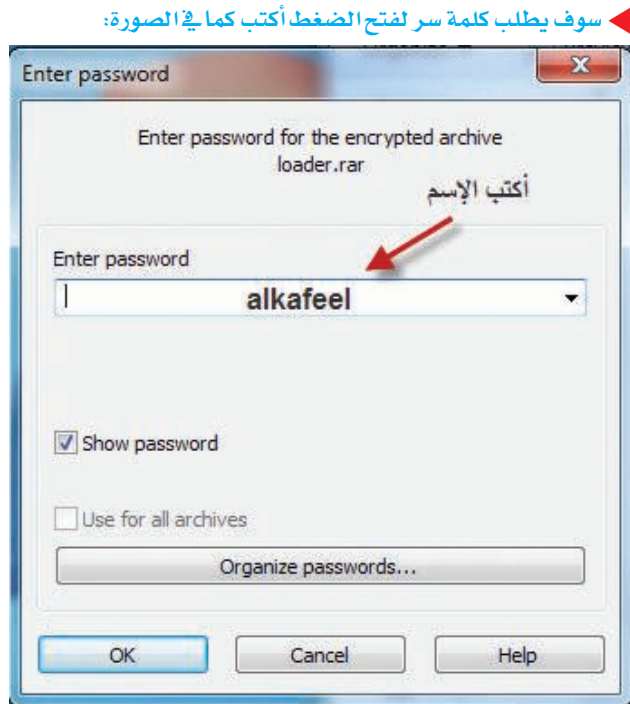 سوف يطلب كلمة سر لفتح الضغط أكتب كما في الصورة:
Enter password
Enter password for the encrypted archive
loader.rar
أكتب الإسم
Enter password
alkafeel
Show password
Use for all archives
Organize passwords...
OK Cancel Help